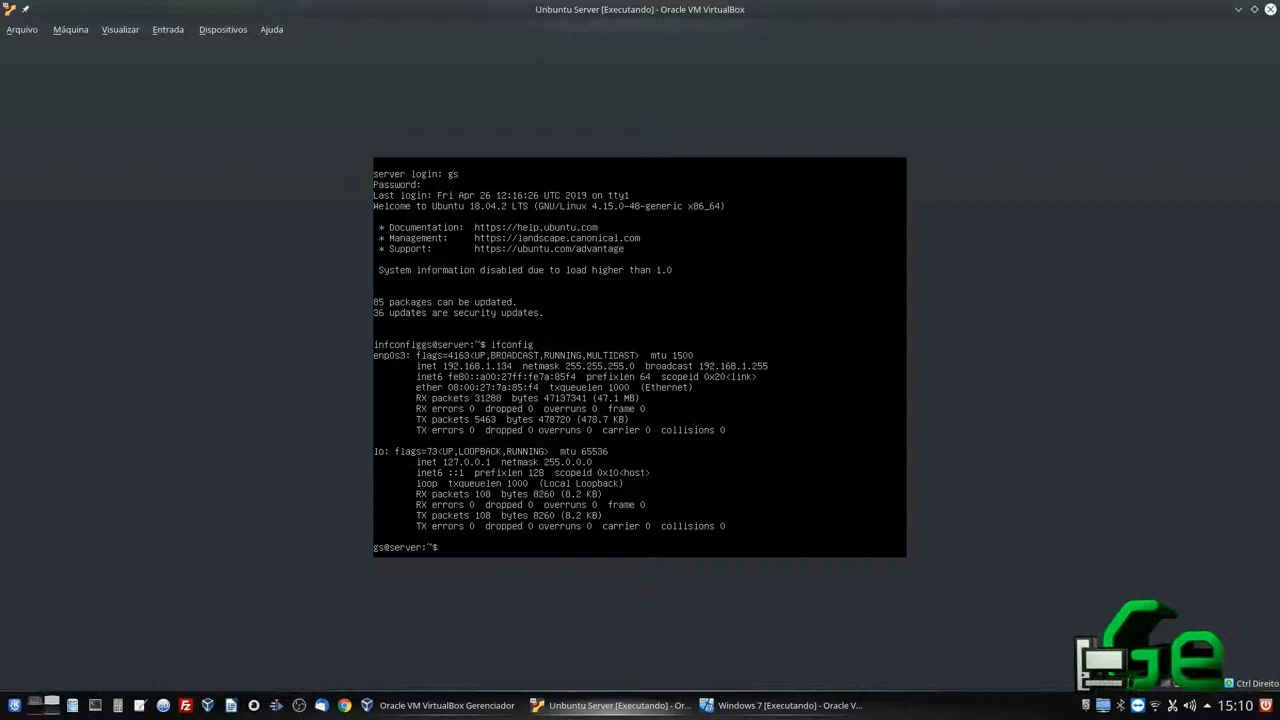 Unbuntu Server [Executando] - Oracle VM VirtualBox
Arquivo Máquina Visualizar Entrada Dispositivos Ajuda
server login: gs
Password:
Last login: Fri Apr 26 12:16:26 UTC 2019 on tty1
Welcome to Ubuntu 18.04.2 LTS (GNU/Linux 4.15.0-48-generic x86_64)
* Documentation: https://help.ubuntu.com
* Management: https://landscape.canonical.com
* Support: https://ubuntu.com/advantage
System information disabled due to load higher than 1.0
85 packages can be updated.
36 updates are security updates.
infconfiggs@server:~$ ifconfig
enp0s3: flags=4163<UP,BROADCAST,RUNNING,MULTICAST> mtu 1500
inet 192.168.1.134 netmask 255.255.255.0 broadcast 192.168.1.255
inet6 fe80::a00:27ff:fe7a:85f4 prefixlen 64 scopeid 0x20<link>
ether 08:00:27:7a:85:f4 txqueuelen 1000 (Ethernet)
RX packets 31288 bytes 47137341 (47.1 MB)
RX errors 0 dropped 0 overruns 0 frame 0
TX packets 5463 bytes 478720 (478.7 KB)
TX errors 0 dropped 0 overruns 0 carrier 0 collisions 0
lo: flags=73<UP,LOOPBACK,RUNNING> mtu 65536
inet 127.0.0.1 netmask 255.0.0.0
inet6 ::1 prefixlen 128 scopeid 0x10<host>
loop txqueuelen 1000 (Local Loopback)
RX packets 108 bytes 8260 (8.2 KB)
RX errors 0 dropped 0 overruns 0 frame 0
TX packets 108 bytes 8260 (8.2 KB)
TX errors 0 dropped 0 overruns 0 carrier 0 collisions 0
gs@server:~$
Ge
Ctrl Direito
Oracle VM VirtualBox Gerenciador Unbuntu Server [Executando] - Or... Windows 7 [Executando] - Oracle V... 15:10